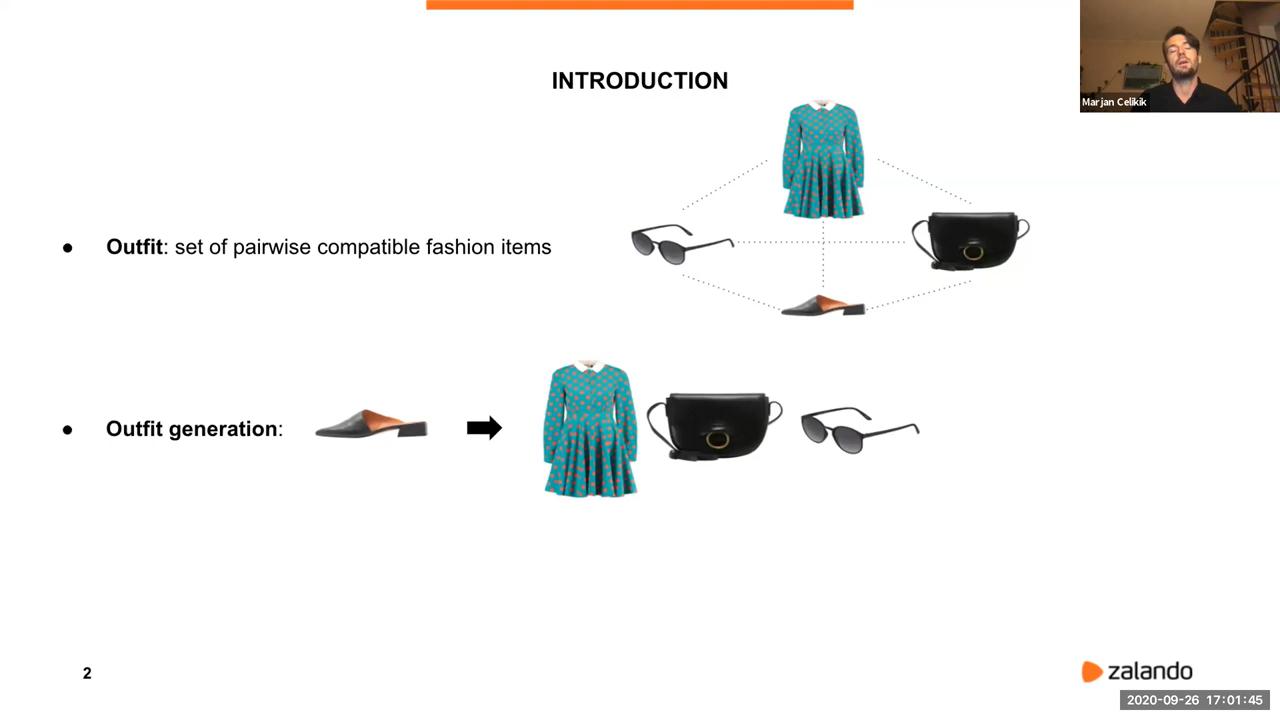 INTRODUCTION
Marjan Celikik
● Outfit: set of pairwise compatible fashion items
● Outfit generation:
2
zalando
2020-09-26 17:01:45